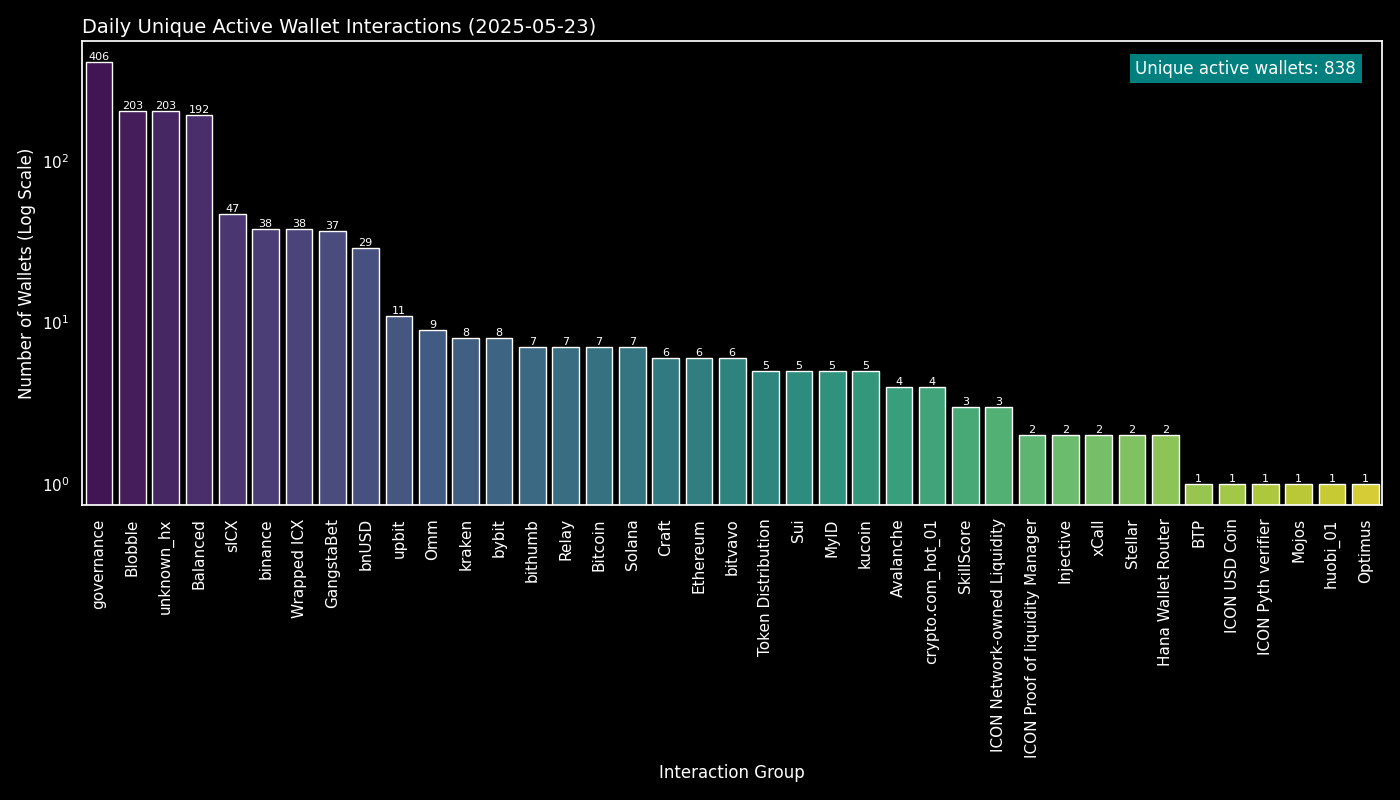 Daily Unique Active Wallet Interactions (2025-05-23)
Unique active wallets: 838
Number of Wallets (Log Scale)
10²
10¹
10⁰
406
203
203
192
47
38
38
37
29
11
9
8
8
7
7
7
7
6
6
6
5
5
5
5
4
4
3
3
2
2
2
2
2
1
1
1
1
1
1
governance
Blobble
unknown_hx
Balanced
sICX
binance
Wrapped ICX
GangstaBet
bnUSD
upbit
Omm
kraken
bybit
bithumb
Relay
Bitcoin
Solana
Craft
Ethereum
bitvavo
Token Distribution
Sui
MyID
kucoin
Avalanche
crypto.com_hot_01
SkillScore
ICON Network-owned Liquidity
ICON Proof of liquidity Manager
Injective
xCall
Stellar
Hana Wallet Router
BTP
ICON USD Coin
ICON Pyth verifier
Mojos
huobi_01
Optimus
Interaction Group